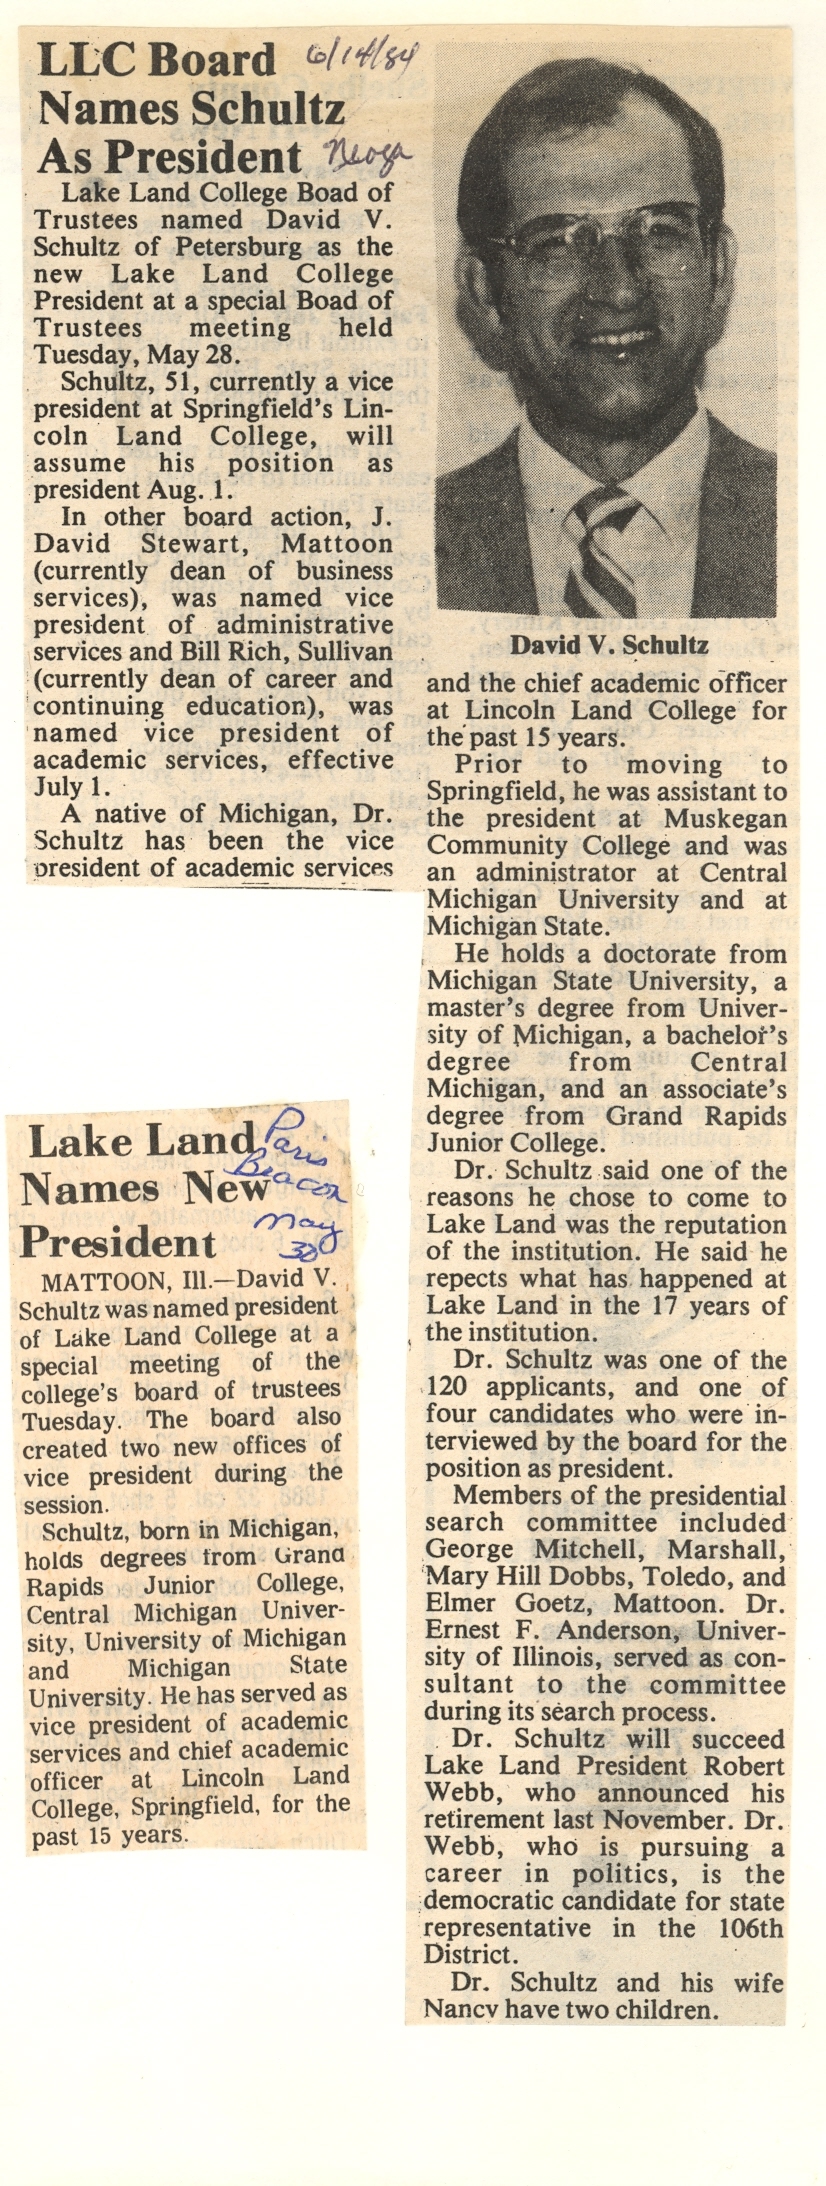 LLC Board 6/14/84
Names Schultz
As President Neoga
Lake Land College Boad of
Trustees named David V.
Schultz of Petersburg as the
new Lake Land College
President at a special Boad of
Trustees meeting held
Tuesday, May 28.
Schultz, 51, currently a vice
president at Springfield's Lin-
coln Land College, will
assume his position as
president Aug. 1.
In other board action, J.
David Stewart, Mattoon
(currently dean of business
services), was named vice
president of administrative
services and Bill Rich, Sullivan
(currently dean of career and
continuing education), was
named vice president of
academic services, effective
July 1.
A native of Michigan, Dr.
Schultz has been the vice
president of academic services
David V. Schultz
and the chief academic officer
at Lincoln Land College for
the past 15 years.
Prior to moving to
Springfield, he was assistant to
the president at Muskegan
Community College and was
an administrator at Central
Michigan University and at
Michigan State.
He holds a doctorate from
Michigan State University, a
master's degree from Univer-
sity of Michigan, a bachelor's
degree from Central
Michigan, and an associate's
degree from Grand Rapids
Junior College.
Dr. Schultz said one of the
reasons he chose to come to
Lake Land was the reputation
of the institution. He said he
repects what has happened at
Lake Land in the 17 years of
the institution.
Dr. Schultz was one of the
120 applicants, and one of
four candidates who were in-
terviewed by the board for the
position as president.
Members of the presidential
search committee included
George Mitchell, Marshall,
Mary Hill Dobbs, Toledo, and
Elmer Goetz, Mattoon. Dr.
Ernest F. Anderson, Univer-
sity of Illinois, served as con-
sultant to the committee
during its search process.
Dr. Schultz will succeed
Lake Land President Robert
Webb, who announced his
retirement last November. Dr.
Webb, who is pursuing a
career in politics, is the
democratic candidate for state
representative in the 106th
District.
Dr. Schultz and his wife
Nancy have two children.
Lake Land Paris
Names New Beacon
President May
30
MATTOON, Ill.—David V.
Schultz was named president
of Lake Land College at a
special meeting of the
college's board of trustees
Tuesday. The board also
created two new offices of
vice president during the
session.
Schultz, born in Michigan,
holds degrees from Grand
Rapids Junior College,
Central Michigan Univer-
sity, University of Michigan
and Michigan State
University. He has served as
vice president of academic
services and chief academic
officer at Lincoln Land
College, Springfield, for the
past 15 years.